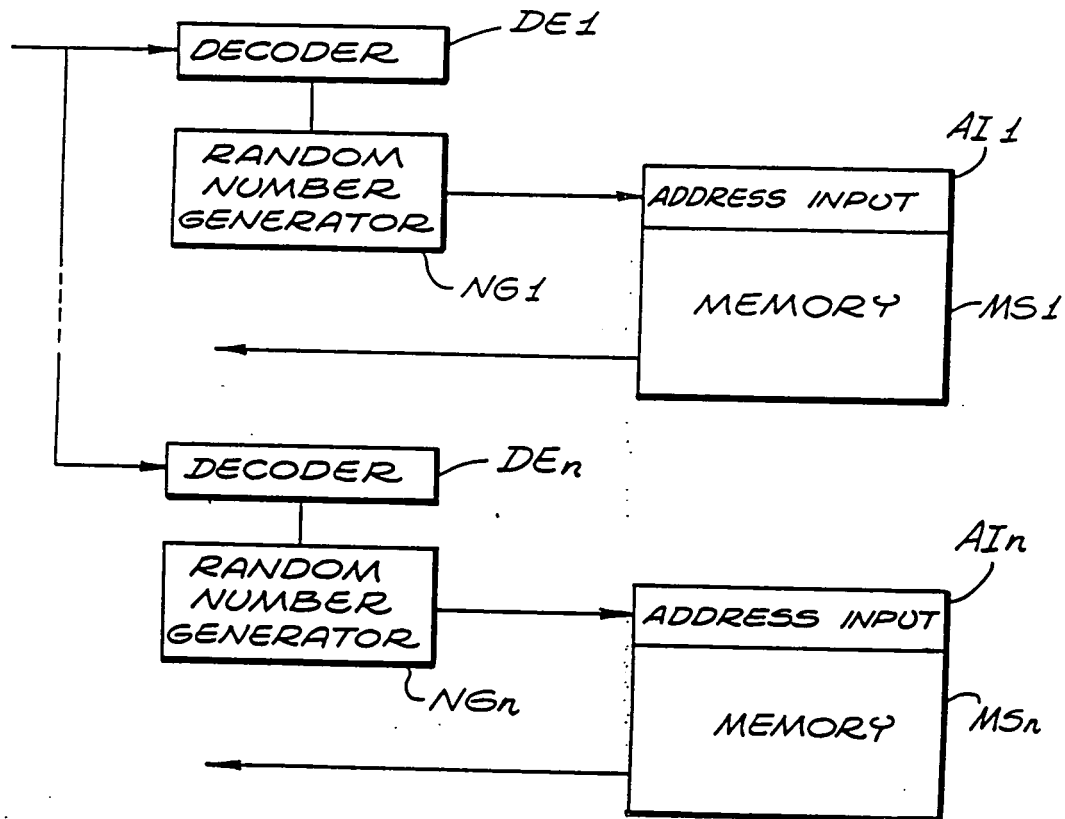 DECODER
DE1
RANDOM
NUMBER
GENERATOR
NG1
ADDRESS INPUT
AI1
MEMORY
MS1
DECODER
DEn
RANDOM
NUMBER
GENERATOR
NGn
ADDRESS INPUT
AIn
MEMORY
MSn